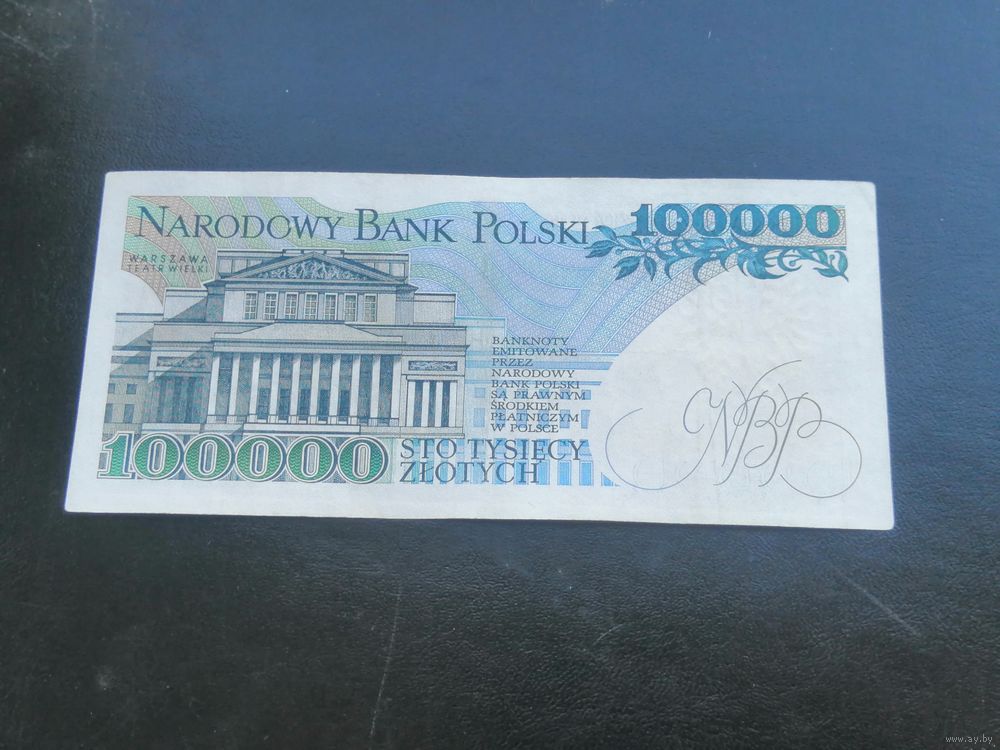 NARODOWY BANK POLSKI
100000
WARSZAWA
TEATR WIELKI
BANKNOTY
EMITOWANE
PRZEZ
NARODOWY
BANK POLSKI
SĄ PRAWNYM
ŚRODKIEM
PŁATNICZYM
W POLSCE
NBP
100000
STO TYSIĘCY
ZŁOTYCH
www.ay.by